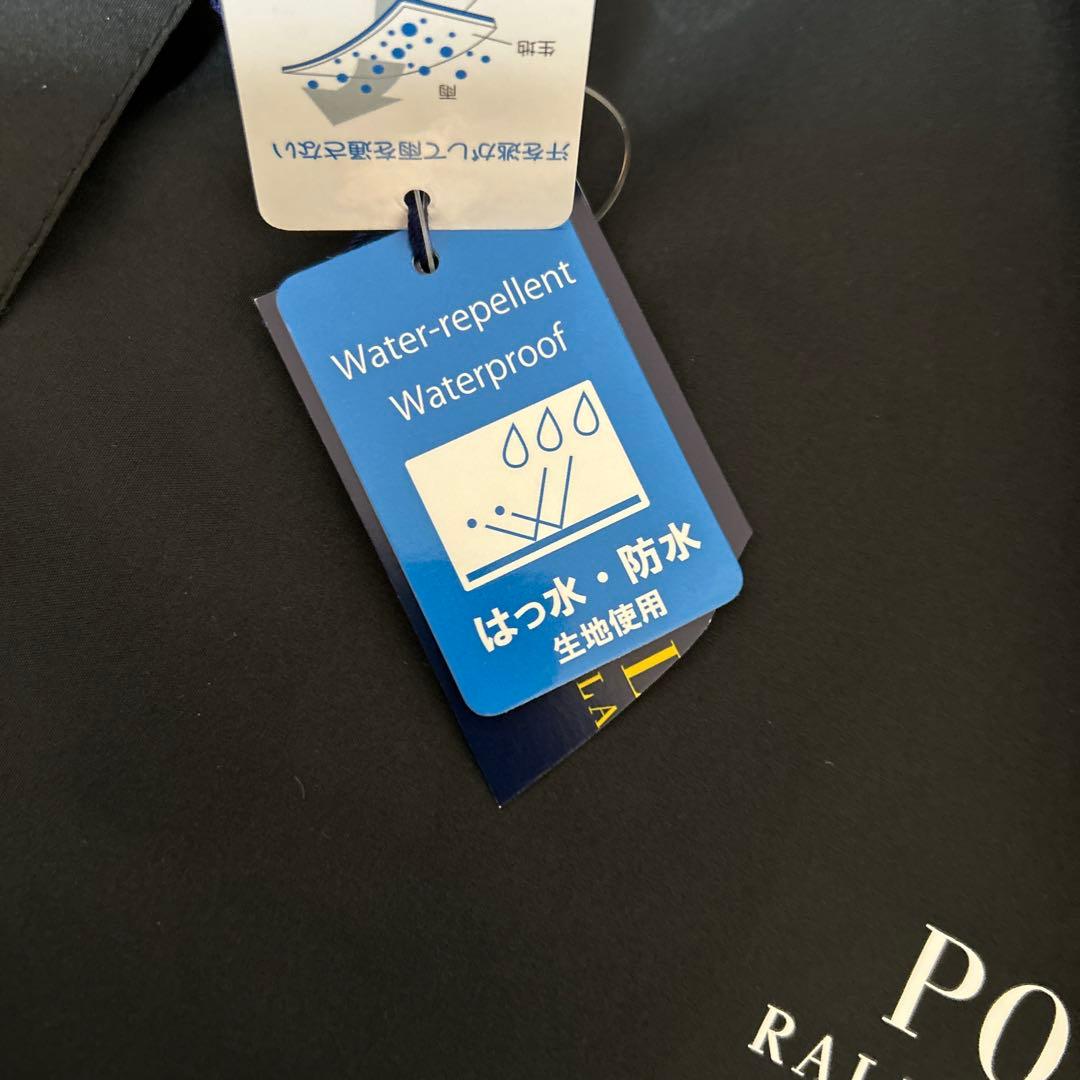 生地
雨
汗を逃がして雨を通さない
Water-repellent
Waterproof
はっ水・防水
生地使用
L
LA
PO
RAL